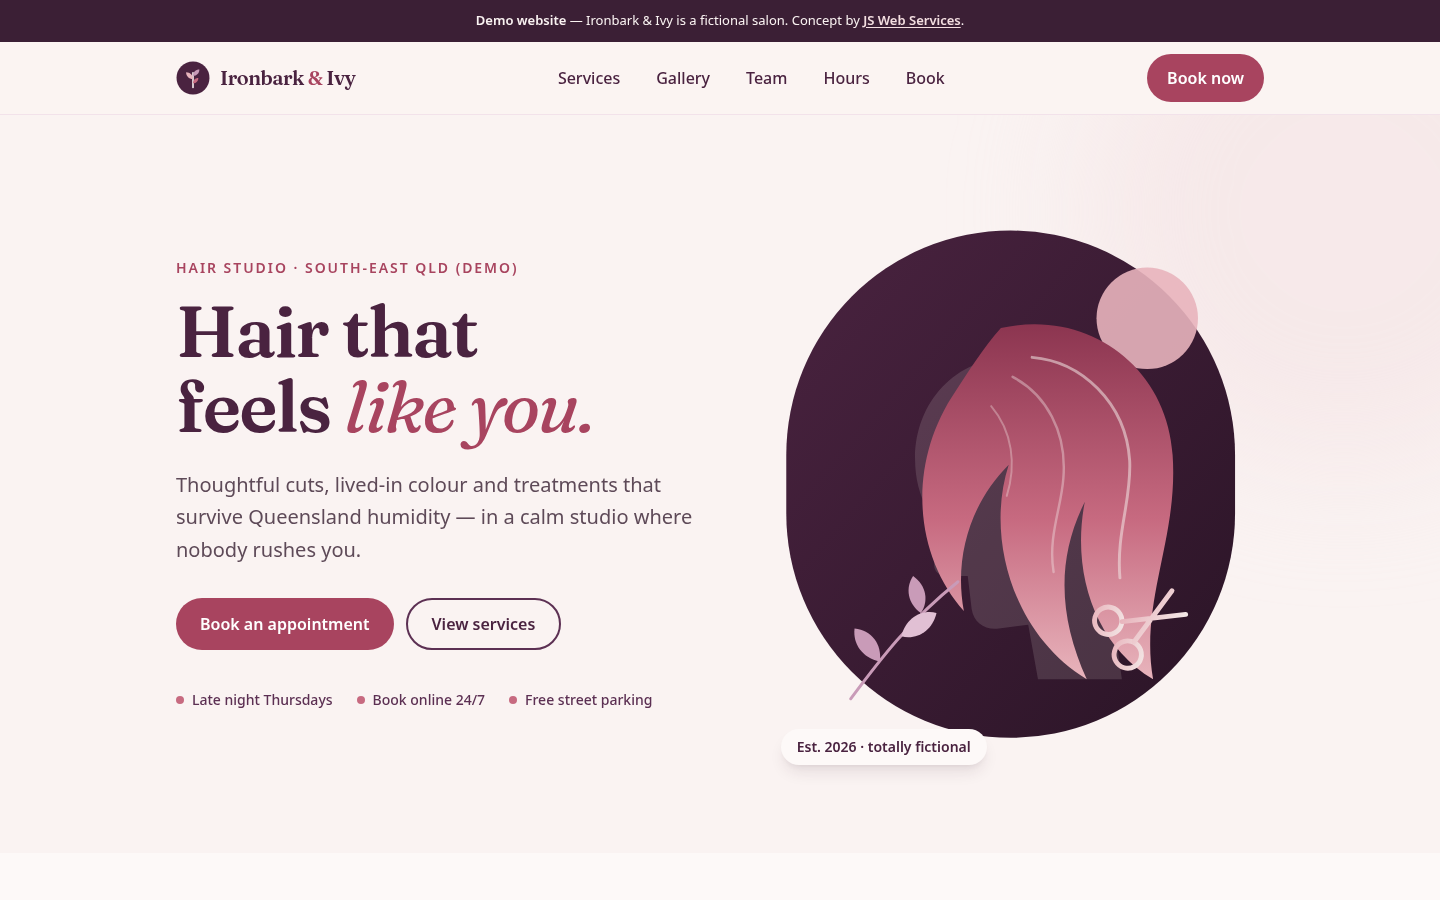 Demo website — Ironbark & Ivy is a fictional salon. Concept by JS Web Services.
Ironbark & Ivy
Services
Gallery
Team
Hours
Book
Book now
HAIR STUDIO · SOUTH-EAST QLD (DEMO)
Hair that
feels like you.
Thoughtful cuts, lived-in colour and treatments that
survive Queensland humidity — in a calm studio where
nobody rushes you.
Book an appointment
View services
Late night Thursdays
Book online 24/7
Free street parking
Est. 2026 · totally fictional